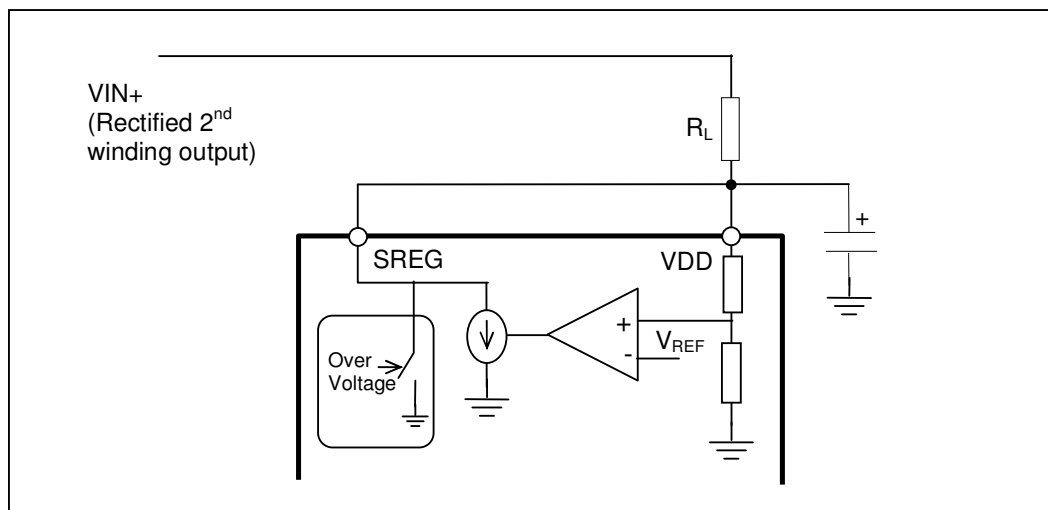 VIN+
(Rectified 2nd
winding output)
RL
+
SREG
VDD
Over
Voltage
+
-
VREF